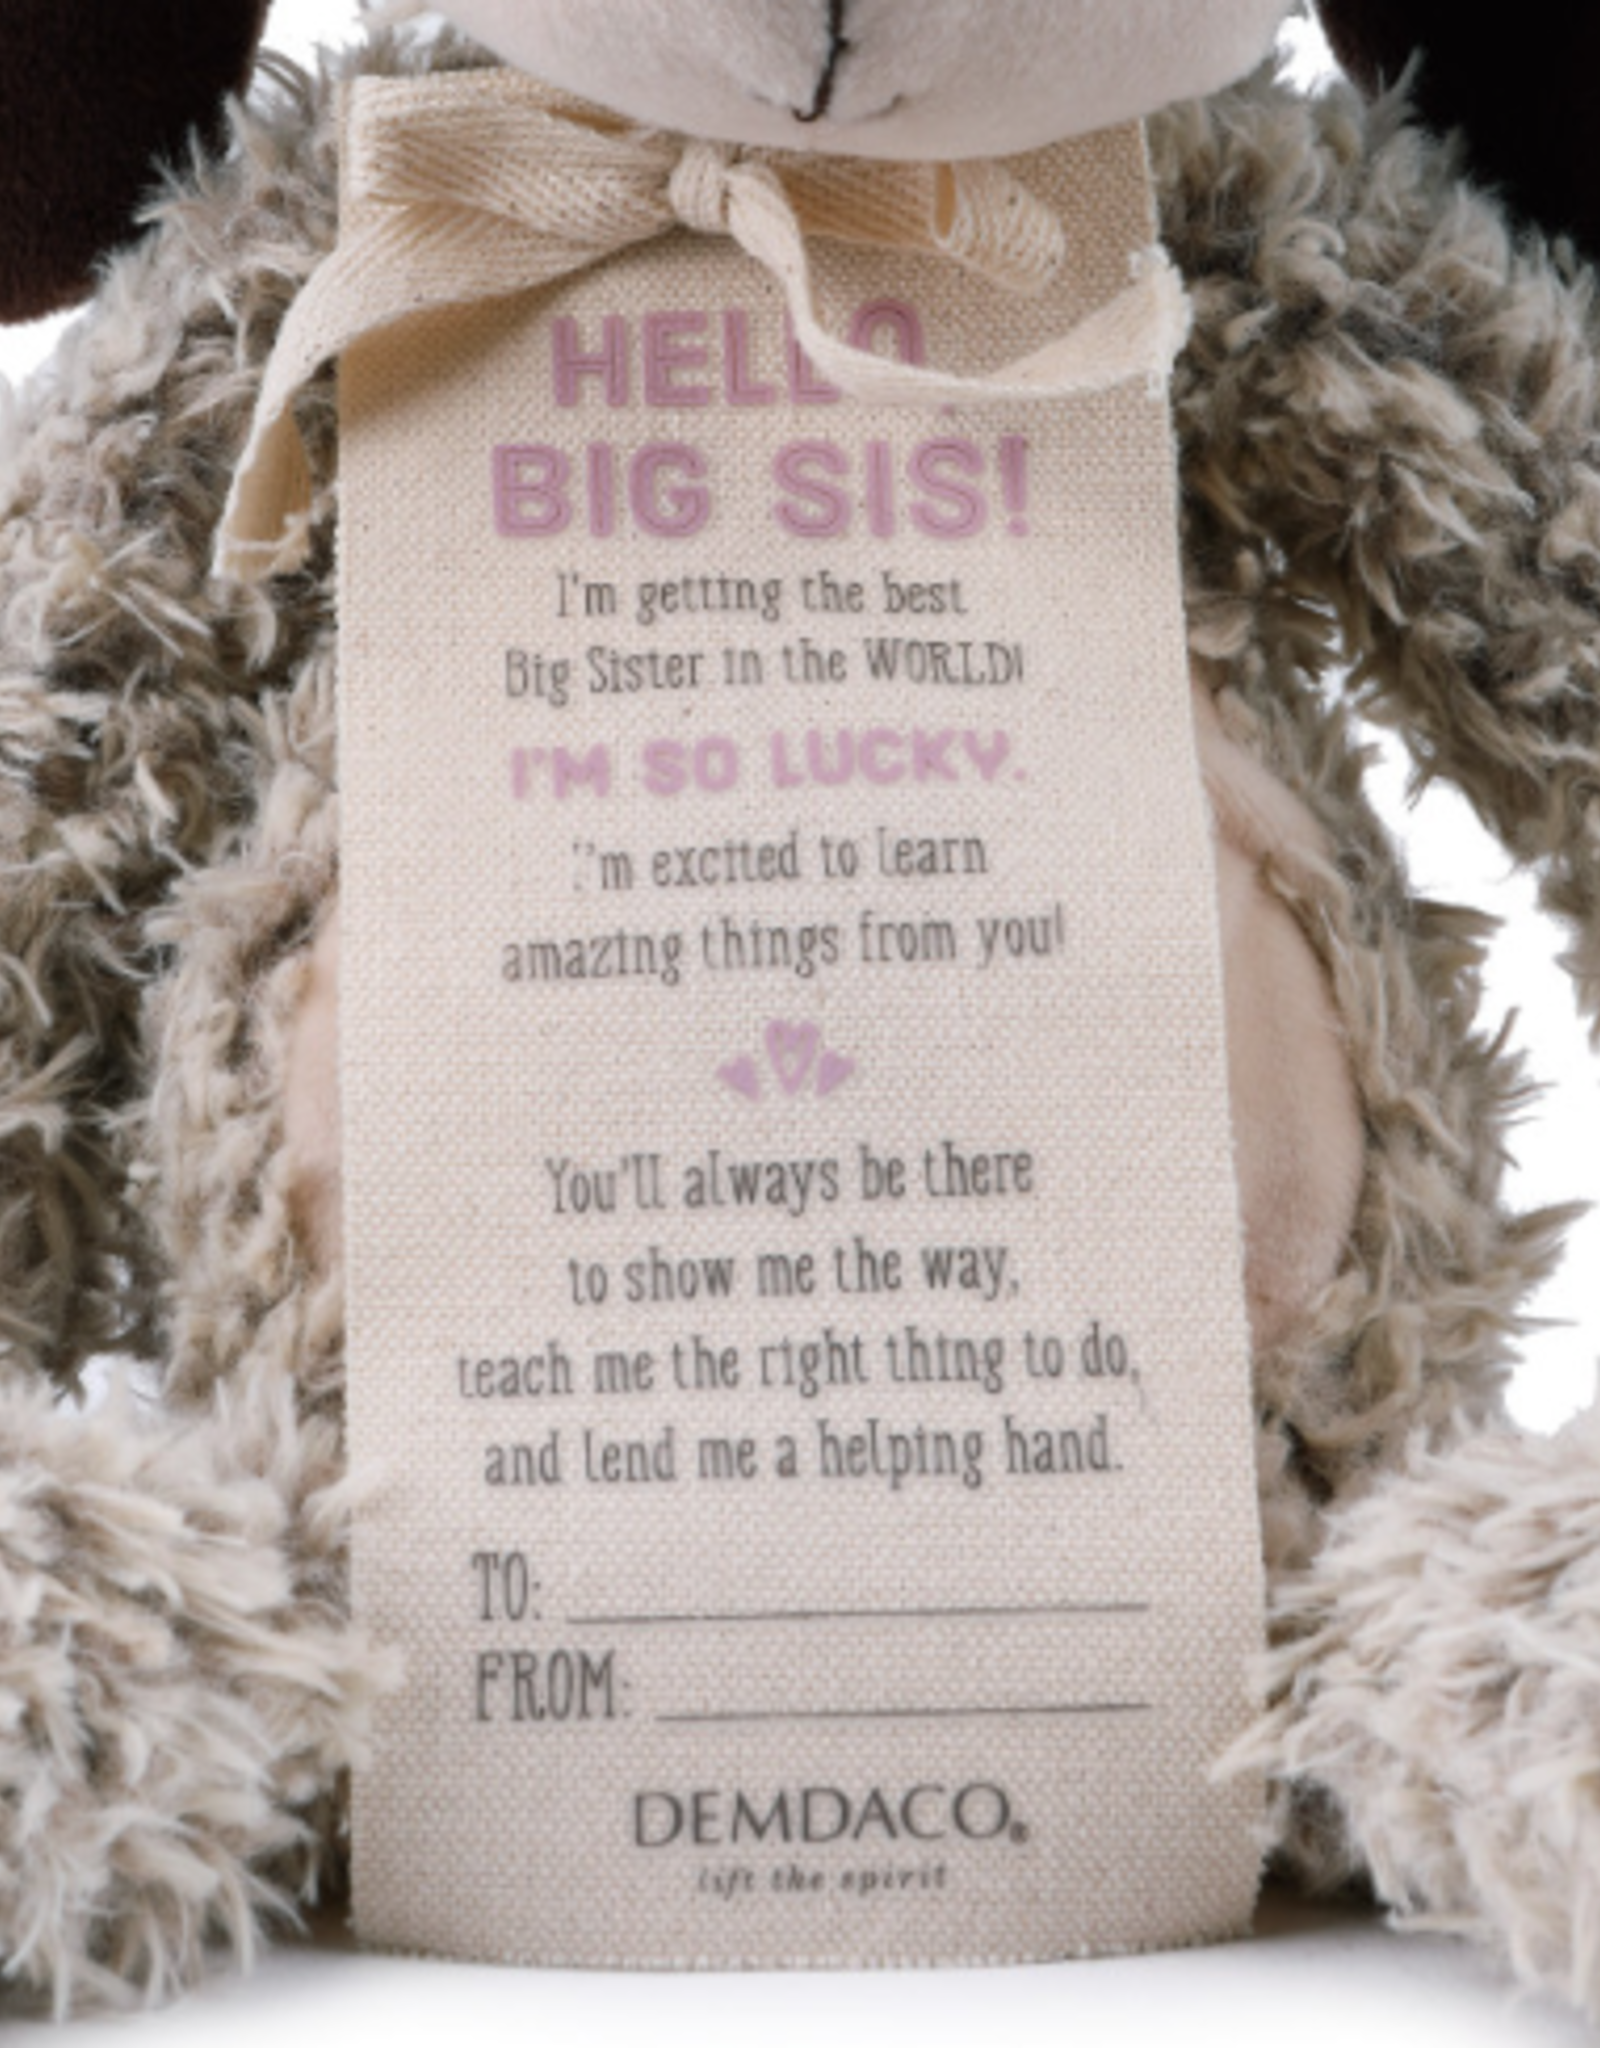 HELLO,
BIG SIS!
I'm getting the best
Big Sister in the WORLD!
I'M SO LUCKY.
I'm excited to learn
amazing things from you!
You'll always be there
to show me the way,
teach me the right thing to do,
and lend me a helping hand.
TO:
FROM:
DEMDACO®
lift the spirit